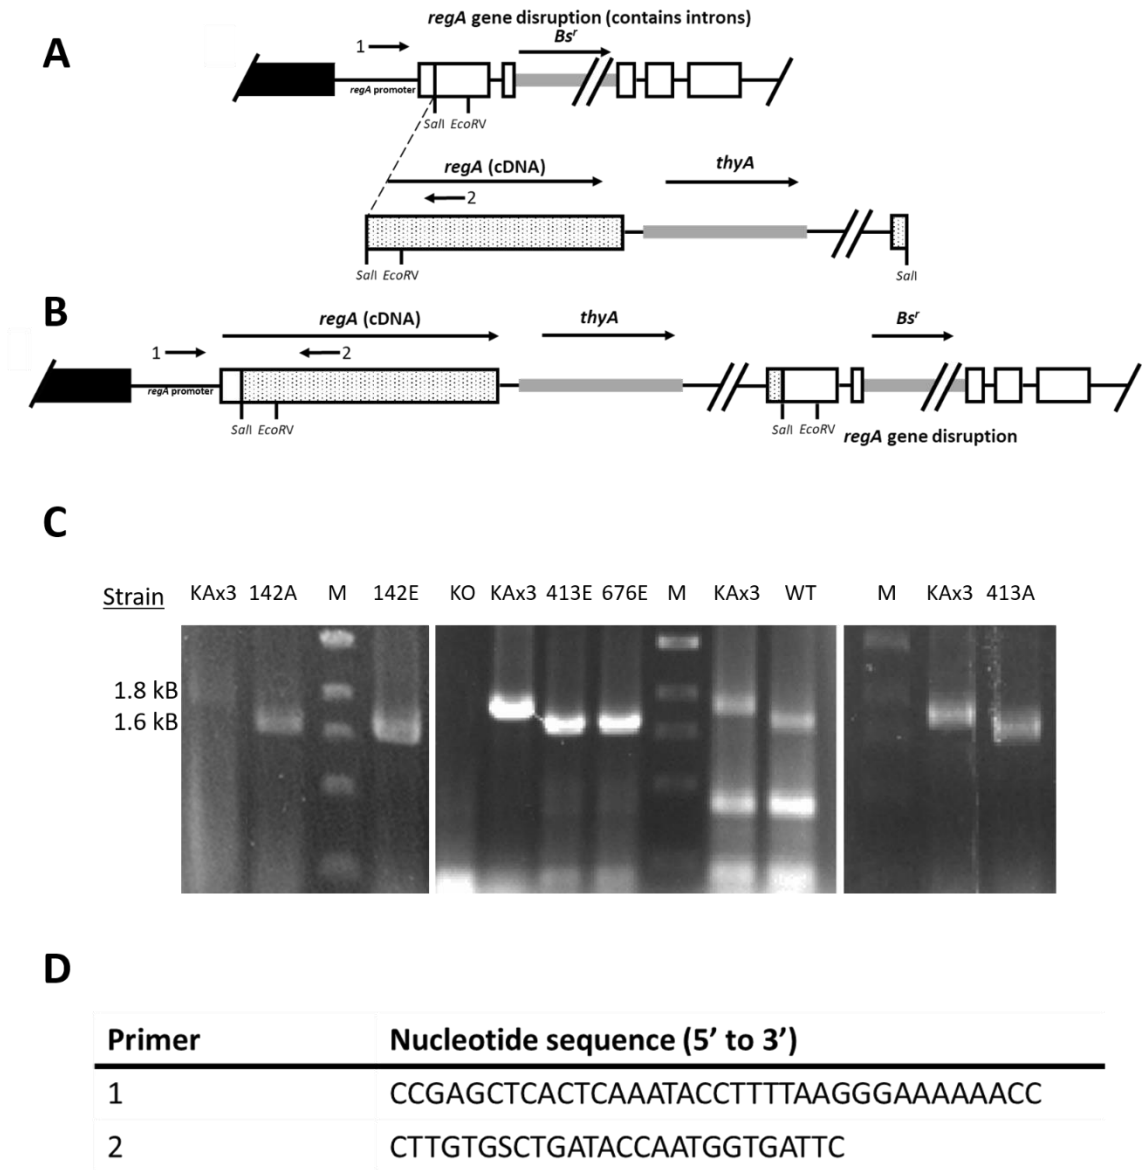 A
regA gene disruption (contains introns)
Bsʳ
1
regA promoter
SalI EcoRV
regA (cDNA)
thyA
2
SalI EcoRV
SalI
B
regA (cDNA)
thyA
Bsʳ
1
2
regA promoter
SalI EcoRV
SalI EcoRV
regA gene disruption
C
Strain KAx3 142A M 142E KO KAx3 413E 676E M KAx3 WT M KAx3 413A
1.8 kB
1.6 kB
D
Primer Nucleotide sequence (5’ to 3’)
1 CCGAGCTCACTCAAATACCTTTTAAGGGAAAAAACC
2 CTTGTGSCTGATACCAATGGTGATTC